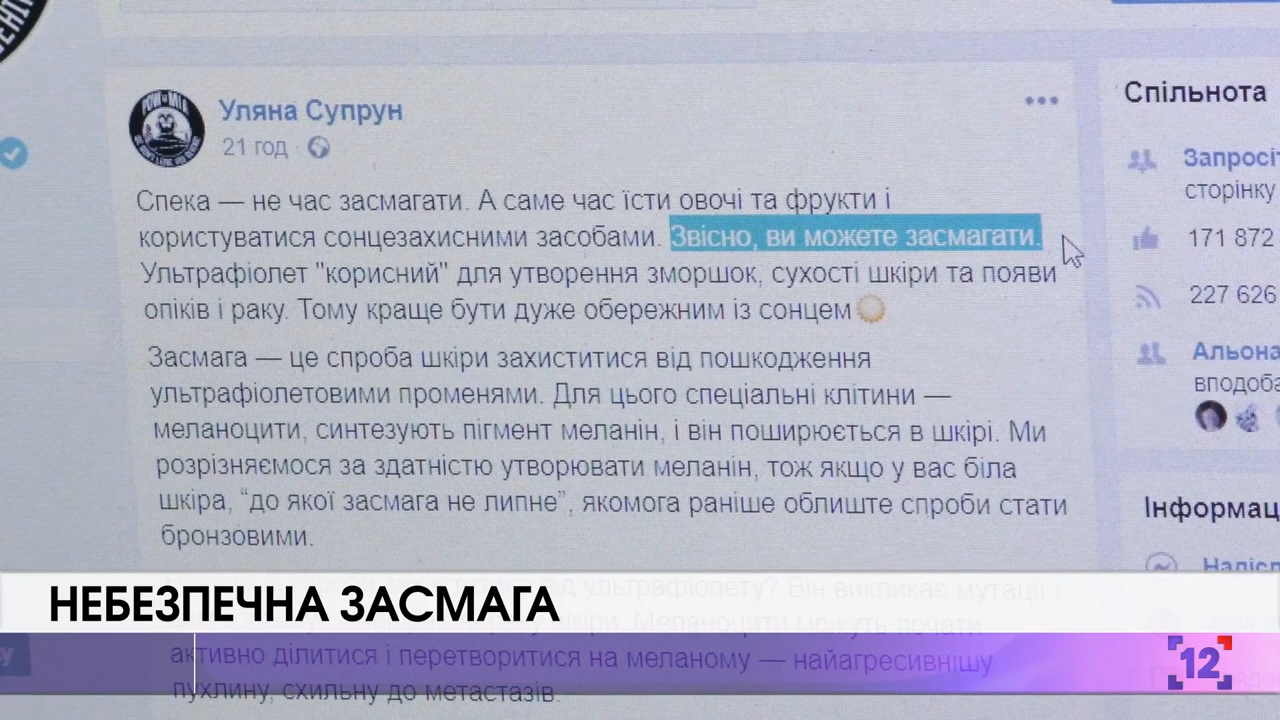 Уляна Супрун
21 год
Спека — не час засмагати. А саме час їсти овочі та фрукти і
користуватися сонцезахисними засобами. Звісно, ви можете засмагати.
Ультрафіолет "корисний" для утворення зморшок, сухості шкіри та появи
опіків і раку. Тому краще бути дуже обережним із сонцем
Засмага — це спроба шкіри захиститися від пошкодження
ультрафіолетовими променями. Для цього спеціальні клітини —
меланоцити, синтезують пігмент меланін, і він поширюється в шкірі. Ми
розрізняємося за здатністю утворювати меланін, тож якщо у вас біла
шкіра, “до якої засмага не липне”, якомога раніше облиште спроби стати
бронзовими.
ультрафіолету? Він викликає мутації і
шкіри. Меланоцити можуть почати
активно ділитися і перетворитися на меланому — найагресивнішу
пухлину, схильну до метастазів.
Спільнота
Запросіт
сторінку
171 872
227 626
Альона
вподоба
Інформац
Надісл
НЕБЕЗПЕЧНА ЗАСМАГА
12